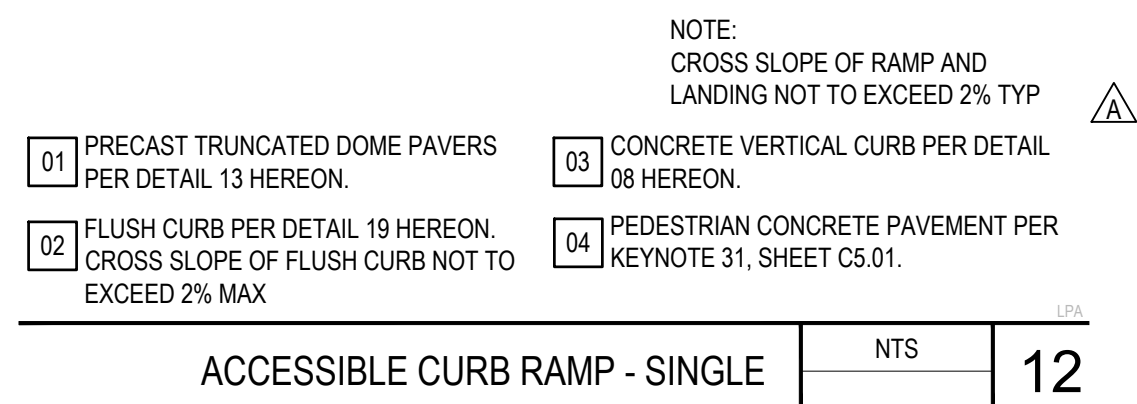 NOTE:
CROSS SLOPE OF RAMP AND
LANDING NOT TO EXCEED 2% TYP
A
01
PRECAST TRUNCATED DOME PAVERS
PER DETAIL 13 HEREON.
02
FLUSH CURB PER DETAIL 19 HEREON.
CROSS SLOPE OF FLUSH CURB NOT TO
EXCEED 2% MAX
03
CONCRETE VERTICAL CURB PER DETAIL
08 HEREON.
04
PEDESTRIAN CONCRETE PAVEMENT PER
KEYNOTE 31, SHEET C5.01.
LPA
ACCESSIBLE CURB RAMP - SINGLE
NTS
12